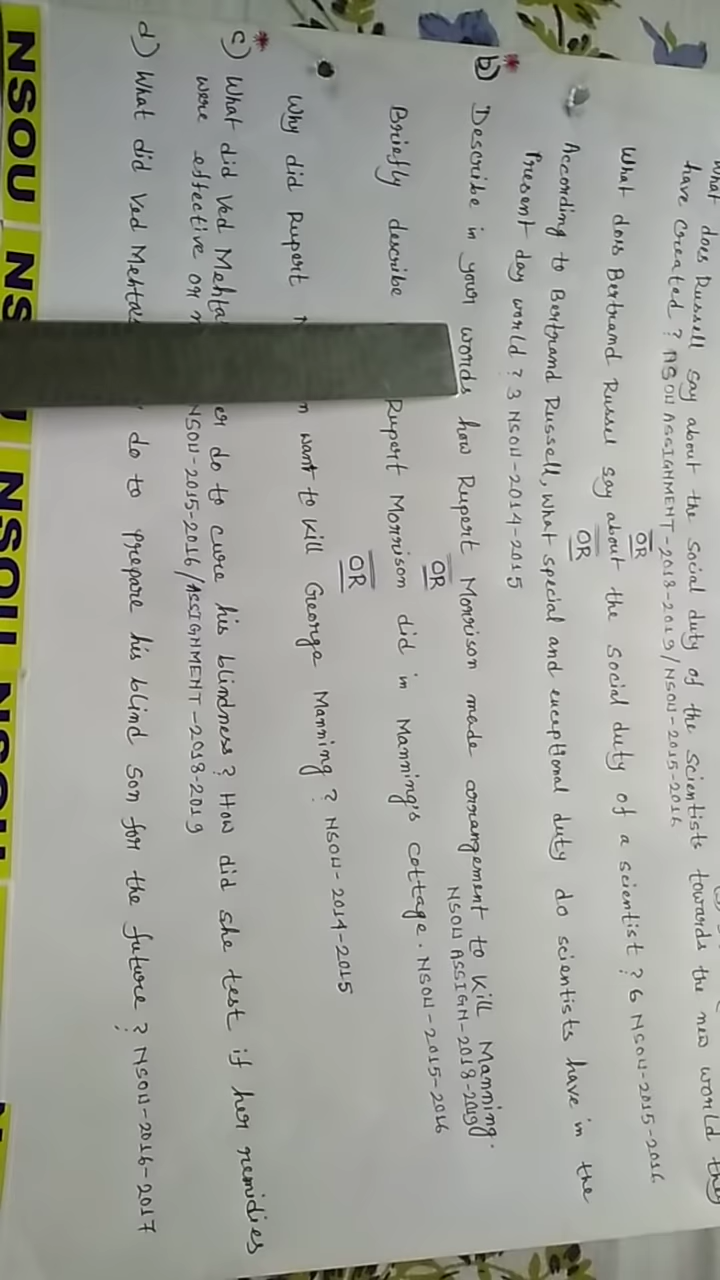 What does Russell say about the social duty of the scientists towards the new world they
have created ? NSOU ASSIGNMENT-2018-2019/NSOU-2015-2016
OR
What does Bertrand Russel say about the social duty of a scientist ? 6 NSOU-2015-2016
OR
According to Bertrand Russell, what special and exceptional duty do scientists have in the
Present day world ? 3 NSOU-2014-2015
b) Describe in your words how Rupert Morrison made arrangement to kill Manning.
NSOU ASSIGN-2018-2019
OR
Briefly describe Rupert Morrison did in Manning's cottage. NSOU-2015-2016
OR
Why did Rupert want to kill George Manning ? NSOU-2014-2015
c) What did Ved Mehta do to cure his blindness ? How did she test if her remidies
were effective or NSOU-2015-2016/ASSIGNMENT-2018-2019
d) What did Ved Mehta's do to prepare his blind son for the future ? NSOU-2016-2017
NSOU NSOU NSOU NSOU